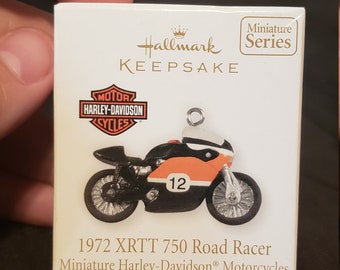 Hallmark
KEEPSAKE
Miniature
Series
MOTOR
HARLEY-DAVIDSON
CYCLES
12
1972 XRTT 750 Road Racer
Miniature Harley-Davidson® Motorcycles